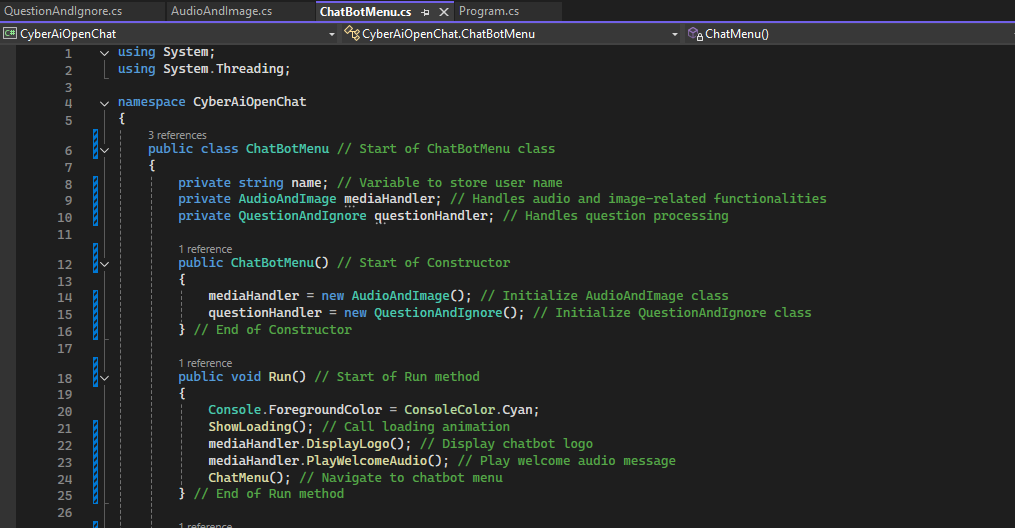 QuestionAndIgnore.cs AudioAndImage.cs ChatBotMenu.cs Program.cs
C# CyberAiOpenChat CyberAiOpenChat.ChatBotMenu ChatMenu()
1 using System;
2 using System.Threading;
3
4 namespace CyberAiOpenChat
5 {
3 references
6 public class ChatBotMenu // Start of ChatBotMenu class
7 {
8 private string name; // Variable to store user name
9 private AudioAndImage mediaHandler; // Handles audio and image-related functionalities
10 private QuestionAndIgnore questionHandler; // Handles question processing
11
1 reference
12 public ChatBotMenu() // Start of Constructor
13 {
14 mediaHandler = new AudioAndImage(); // Initialize AudioAndImage class
15 questionHandler = new QuestionAndIgnore(); // Initialize QuestionAndIgnore class
16 } // End of Constructor
17
1 reference
18 public void Run() // Start of Run method
19 {
20 Console.ForegroundColor = ConsoleColor.Cyan;
21 ShowLoading(); // Call loading animation
22 mediaHandler.DisplayLogo(); // Display chatbot logo
23 mediaHandler.PlayWelcomeAudio(); // Play welcome audio message
24 ChatMenu(); // Navigate to chatbot menu
25 } // End of Run method
26
1 reference